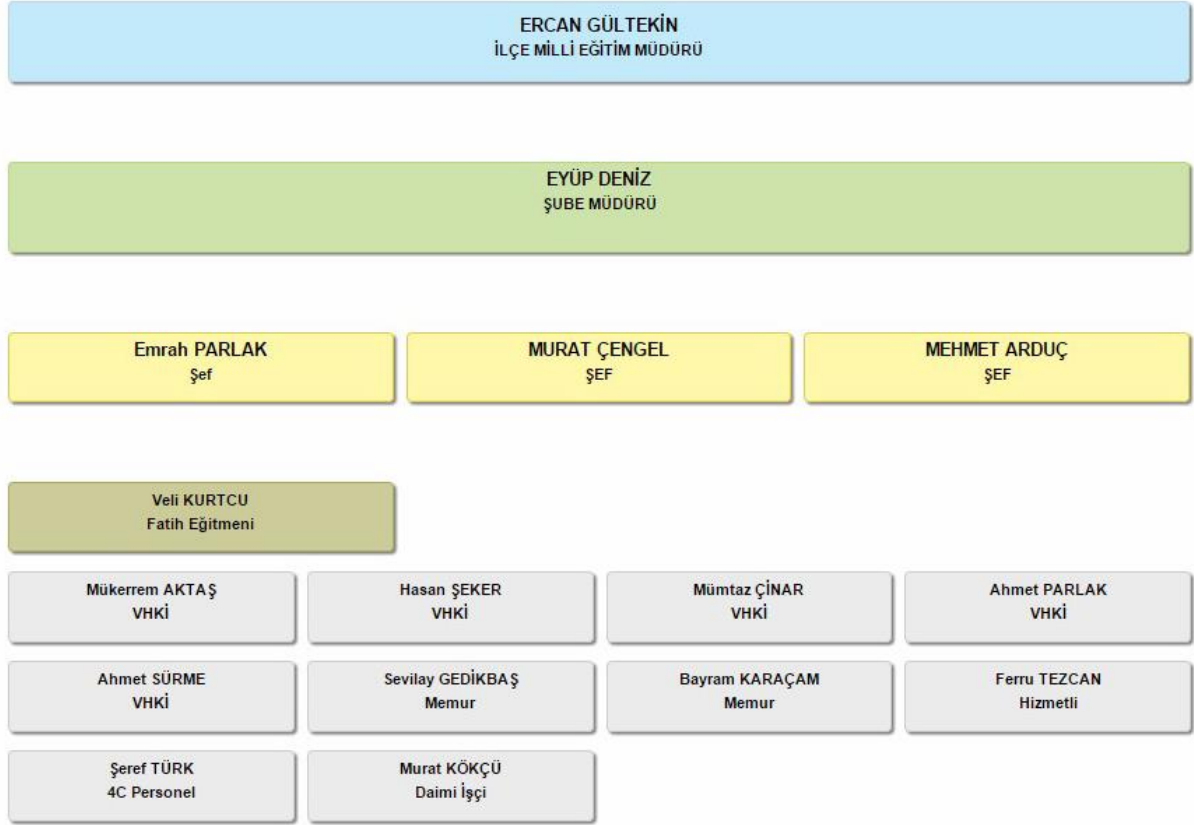 ERCAN GÜLTEKİN
İLÇE MİLLİ EĞİTİM MÜDÜRÜ
EYÜP DENİZ
ŞUBE MÜDÜRÜ
Emrah PARLAK
Şef
MURAT ÇENGEL
ŞEF
MEHMET ARDUÇ
ŞEF
Veli KURTCU
Fatih Eğitmeni
Mükerrem AKTAŞ
VHKİ
Hasan ŞEKER
VHKİ
Mümtaz ÇİNAR
VHKİ
Ahmet PARLAK
VHKİ
Ahmet SÜRME
VHKİ
Sevilay GEDİKBAŞ
Memur
Bayram KARAÇAM
Memur
Ferru TEZCAN
Hizmetli
Şeref TÜRK
4C Personel
Murat KÖKÇÜ
Daimi İşçi